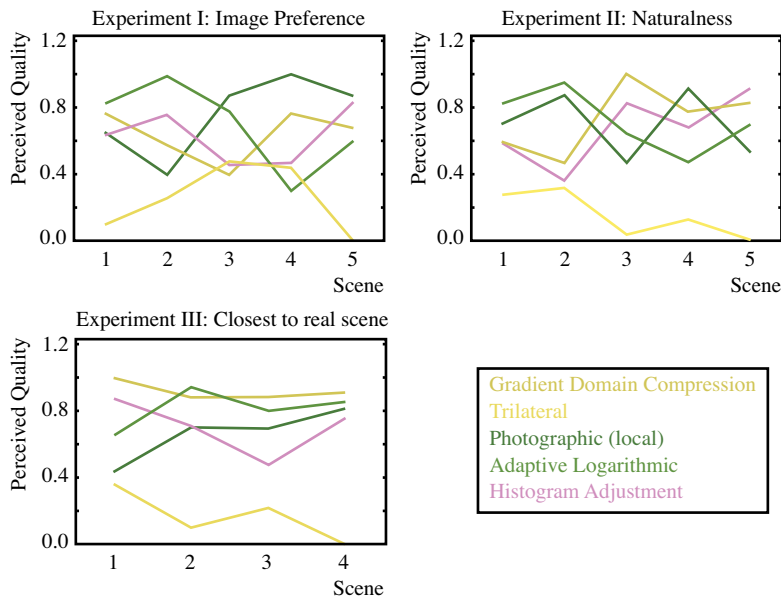 Experiment I: Image Preference
Perceived Quality
1.2
0.8
0.4
0.0
1 2 3 4 5
Scene
Experiment II: Naturalness
Perceived Quality
1.2
0.8
0.4
0.0
1 2 3 4 5
Scene
Experiment III: Closest to real scene
Perceived Quality
1.2
0.8
0.4
0.0
1 2 3 4
Scene
Gradient Domain Compression
Trilateral
Photographic (local)
Adaptive Logarithmic
Histogram Adjustment